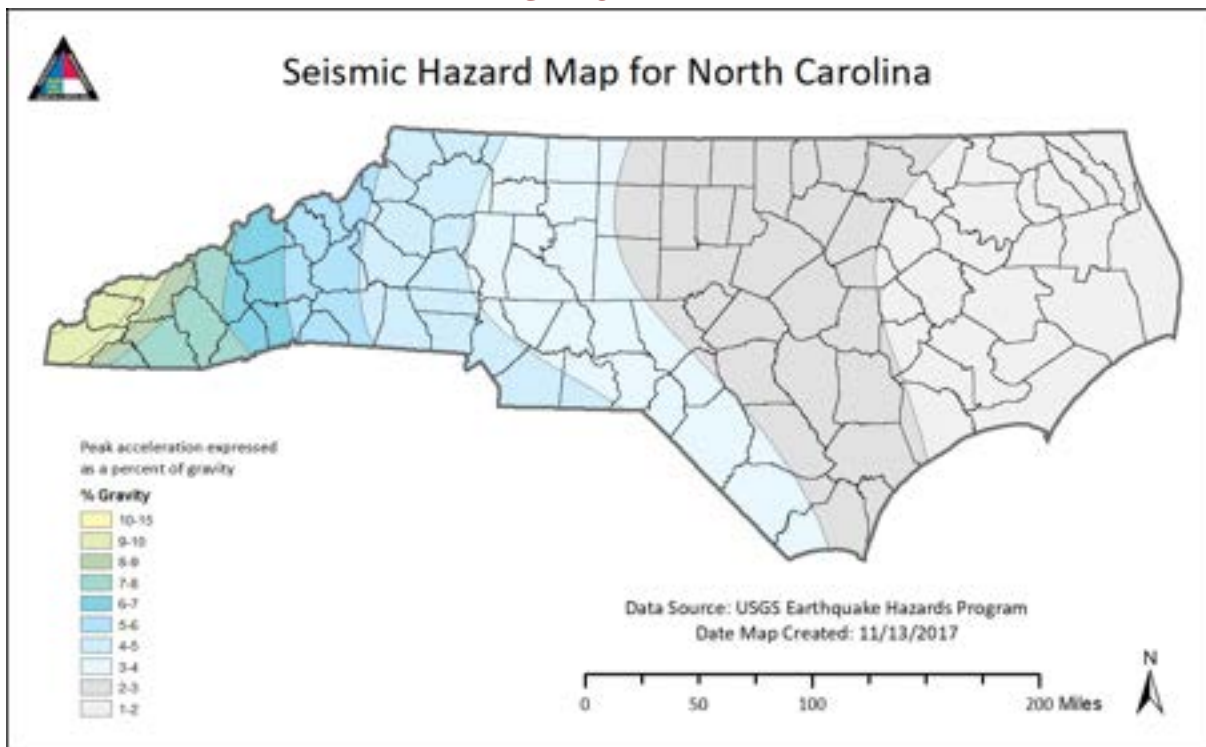 Seismic Hazard Map for North Carolina
Peak acceleration expressed
as a percent of gravity
% Gravity
10-15
9-10
8-9
7-8
6-7
5-6
4-5
3-4
2-3
1-2
Data Source: USGS Earthquake Hazards Program
Date Map Created: 11/13/2017
N
0 50 100 200 Miles